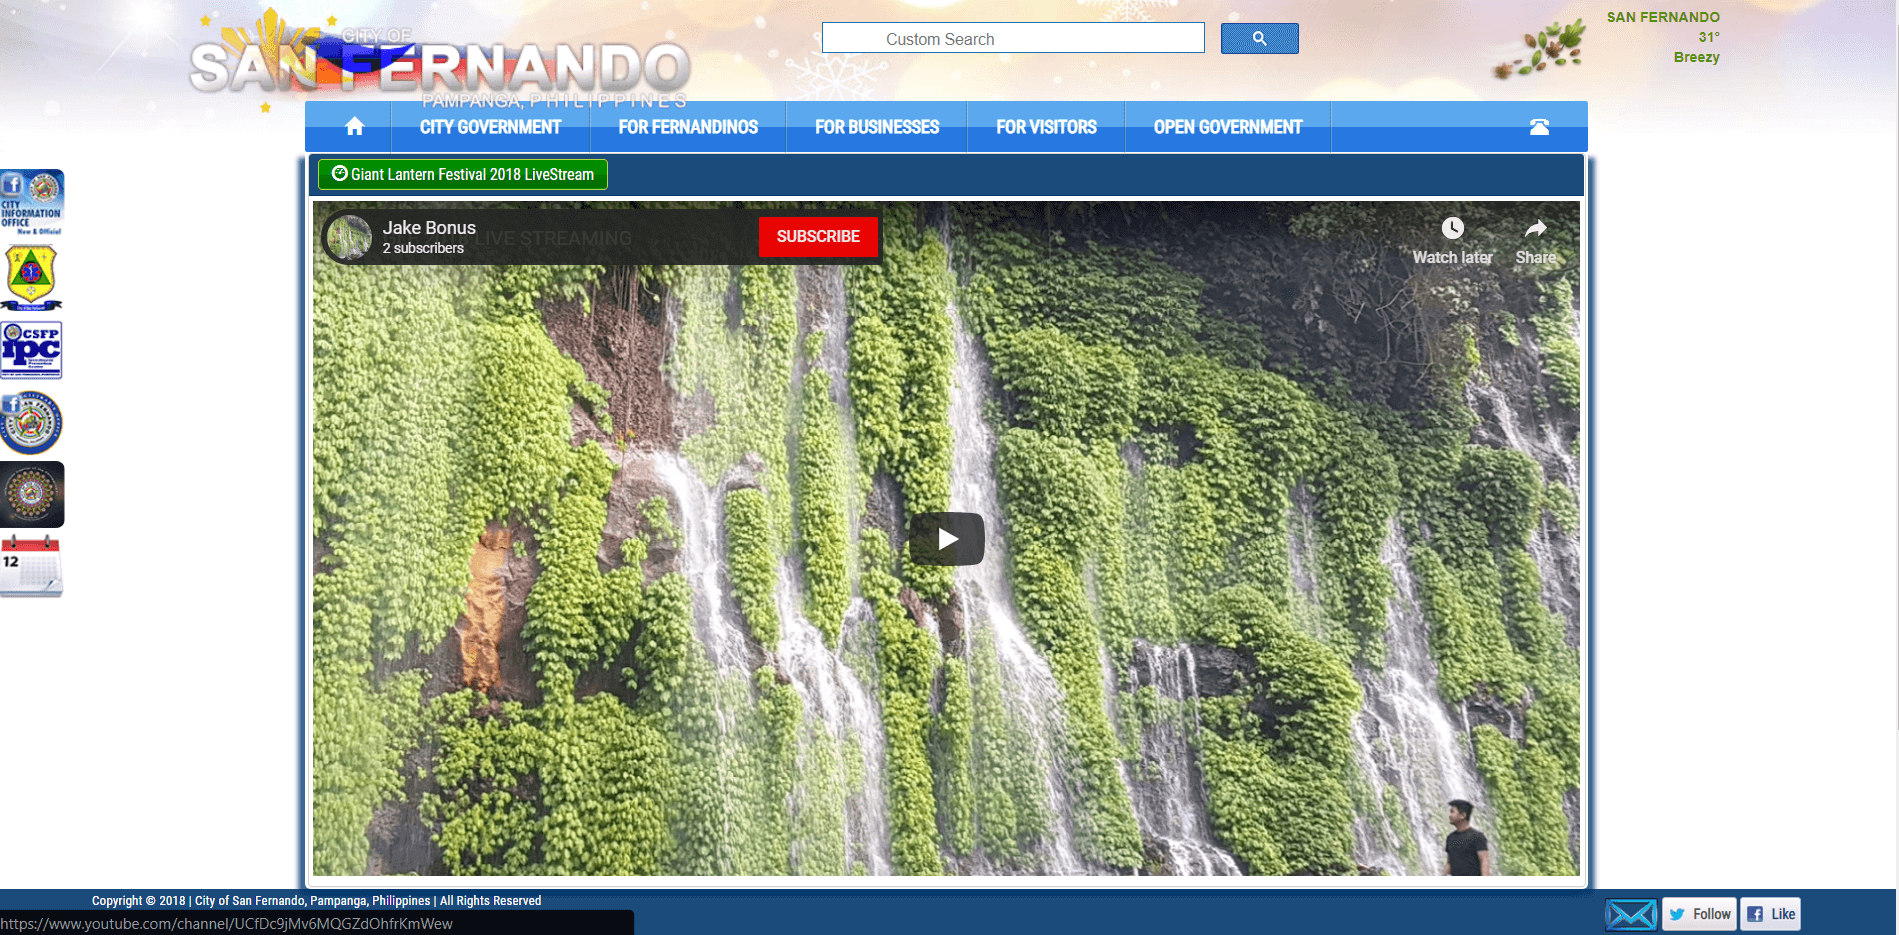 CITY OF
SAN FERNANDO
PAMPANGA, PHILIPPINES
Custom Search
SAN FERNANDO
31°
Breezy
CITY GOVERNMENT
FOR FERNANDINOS
FOR BUSINESSES
FOR VISITORS
OPEN GOVERNMENT
Giant Lantern Festival 2018 LiveStream
Jake Bonus
LIVE STREAMING
2 subscribers
SUBSCRIBE
Watch later
Share
CITY
INFORMATION
OFFICE
New & Official
CSFP
ipc
12
Copyright © 2018 | City of San Fernando, Pampanga, Philippines | All Rights Reserved
https://www.youtube.com/channel/UCfDc9jMv6MQGZdOhfrKmWew
Follow
Like